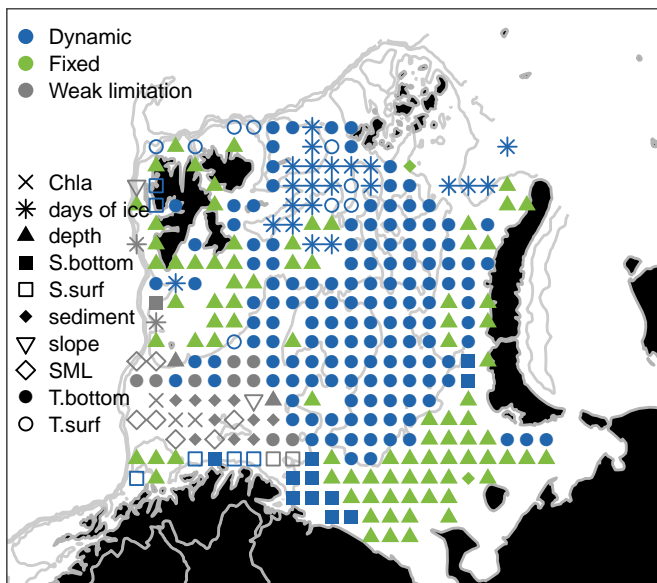 Dynamic
Fixed
Weak limitation
Chla
days of ice
depth
S.bottom
S.surf
sediment
slope
SML
T.bottom
T.surf